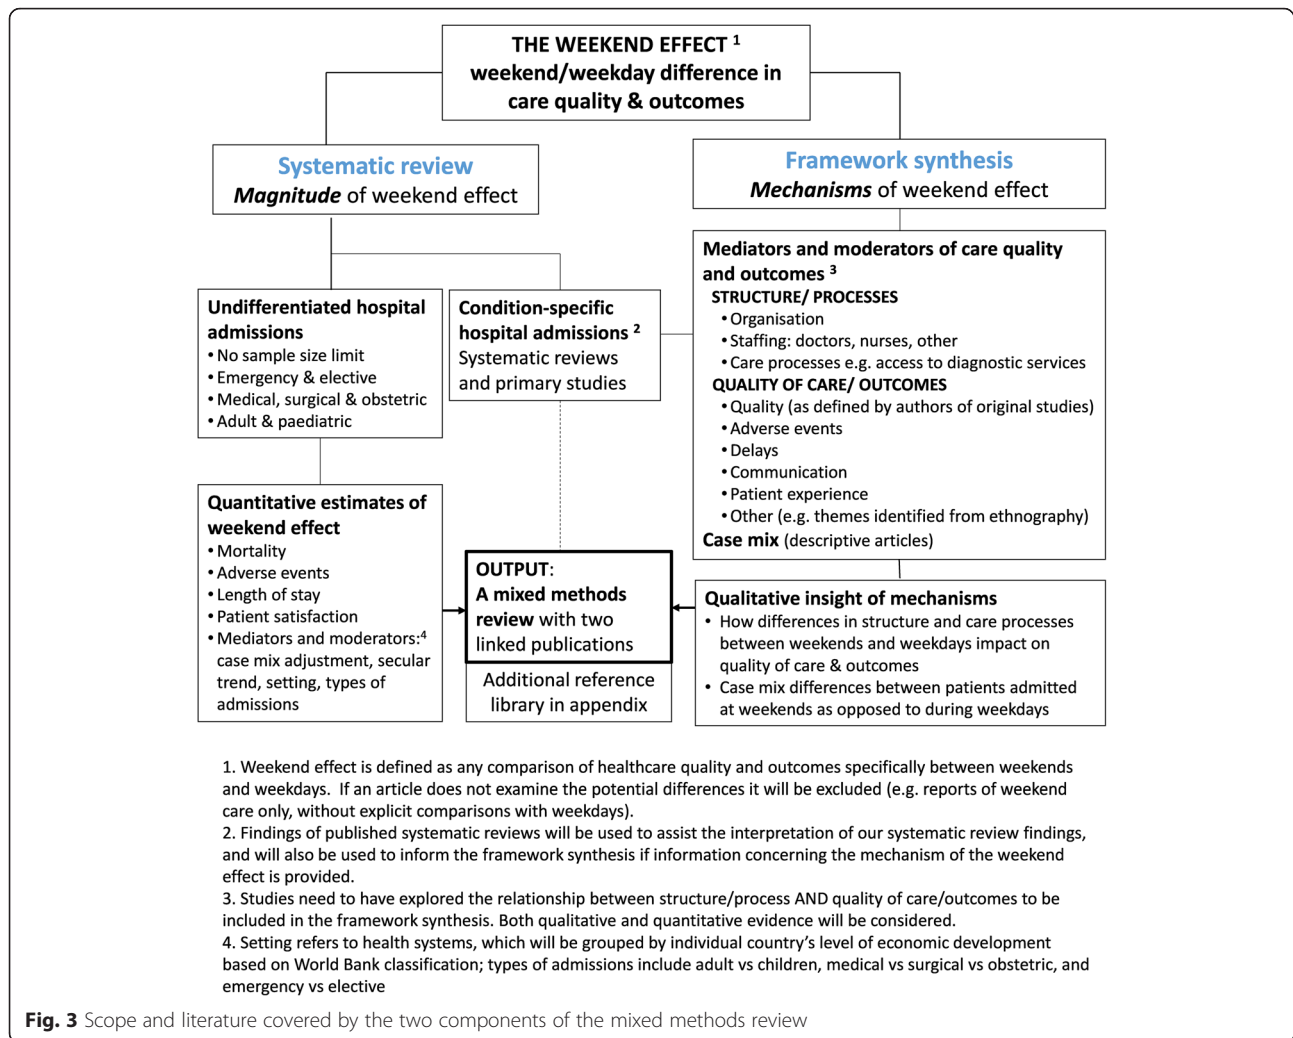 THE WEEKEND EFFECT 1
weekend/weekday difference in
care quality & outcomes
Systematic review
Magnitude of weekend effect
Framework synthesis
Mechanisms of weekend effect
Undifferentiated hospital
admissions
• No sample size limit
• Emergency & elective
• Medical, surgical & obstetric
• Adult & paediatric
Condition-specific
hospital admissions 2
Systematic reviews
and primary studies
Mediators and moderators of care quality
and outcomes 3
STRUCTURE/ PROCESSES
• Organisation
• Staffing: doctors, nurses, other
• Care processes e.g. access to diagnostic services
QUALITY OF CARE/ OUTCOMES
• Quality (as defined by authors of original studies)
• Adverse events
• Delays
• Communication
• Patient experience
• Other (e.g. themes identified from ethnography)
Case mix (descriptive articles)
Quantitative estimates of
weekend effect
• Mortality
• Adverse events
• Length of stay
• Patient satisfaction
• Mediators and moderators:4
case mix adjustment, secular
trend, setting, types of
admissions
OUTPUT:
A mixed methods
review with two
linked publications
Additional reference
library in appendix
Qualitative insight of mechanisms
• How differences in structure and care processes
between weekends and weekdays impact on
quality of care & outcomes
• Case mix differences between patients admitted
at weekends as opposed to during weekdays
1. Weekend effect is defined as any comparison of healthcare quality and outcomes specifically between weekends
and weekdays. If an article does not examine the potential differences it will be excluded (e.g. reports of weekend
care only, without explicit comparisons with weekdays).
2. Findings of published systematic reviews will be used to assist the interpretation of our systematic review findings,
and will also be used to inform the framework synthesis if information concerning the mechanism of the weekend
effect is provided.
3. Studies need to have explored the relationship between structure/process AND quality of care/outcomes to be
included in the framework synthesis. Both qualitative and quantitative evidence will be considered.
4. Setting refers to health systems, which will be grouped by individual country's level of economic development
based on World Bank classification; types of admissions include adult vs children, medical vs surgical vs obstetric, and
emergency vs elective
Fig. 3 Scope and literature covered by the two components of the mixed methods review